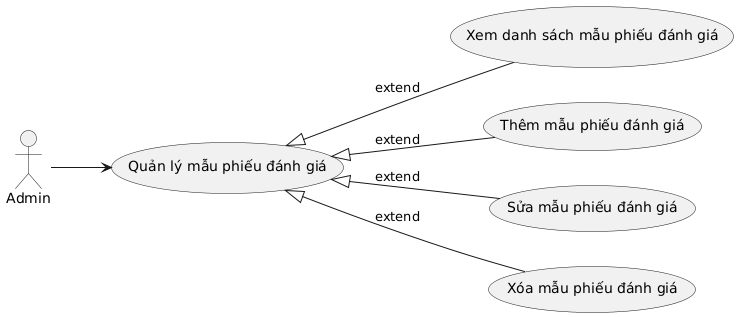 Xem danh sách mẫu phiếu đánh giá
extend
Thêm mẫu phiếu đánh giá
extend
Quản lý mẫu phiếu đánh giá
extend
Admin
Sửa mẫu phiếu đánh giá
extend
Xóa mẫu phiếu đánh giá